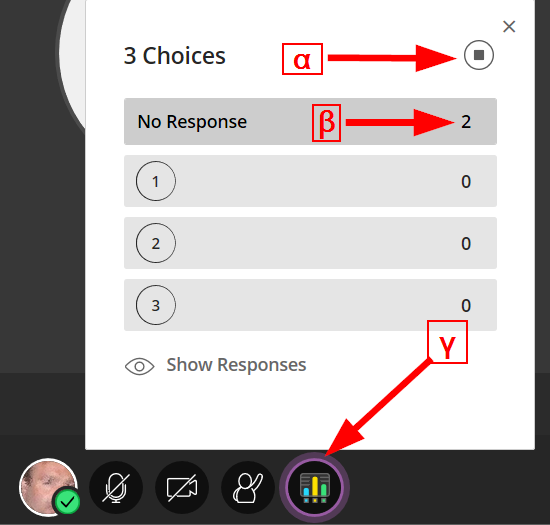 3 Choices α
No Response β 2
1 0
2 0
3 0
γ
Show Responses